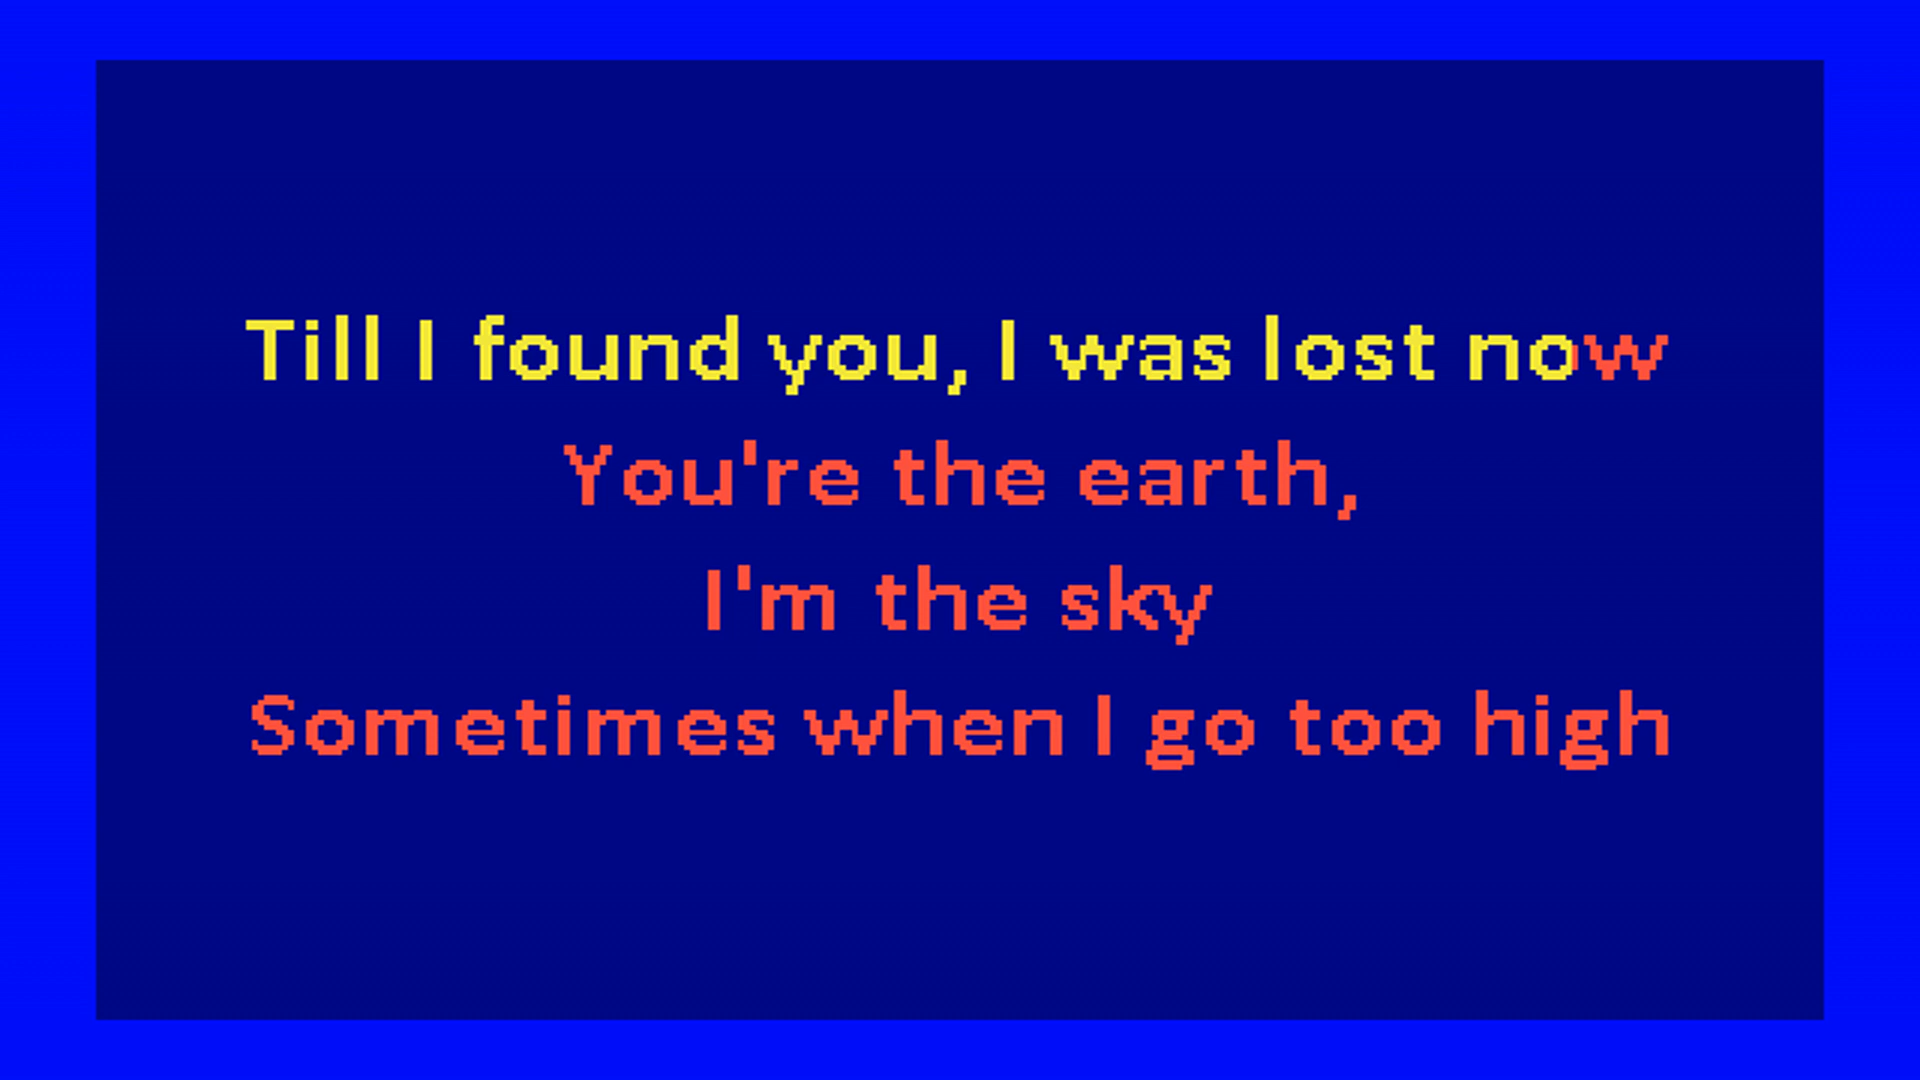 Till I found you, I was lost now
You're the earth,
I'm the sky
Sometimes when I go too high